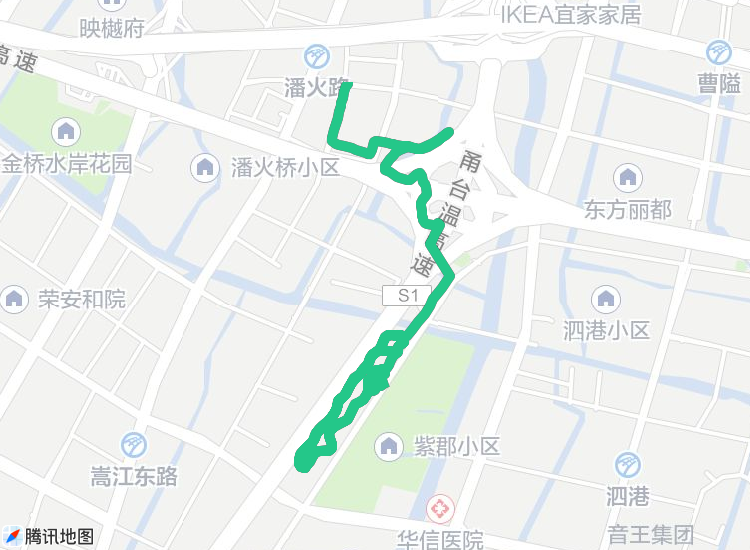 IKEA宜家家居
映樾府
高速
潘火路
曹隘
金桥水岸花园
潘火桥小区
甬台温高速
东方丽都
S1
荣安和院
泗港小区
紫郡小区
嵩江东路
泗港
华信医院
音王集团
腾讯地图